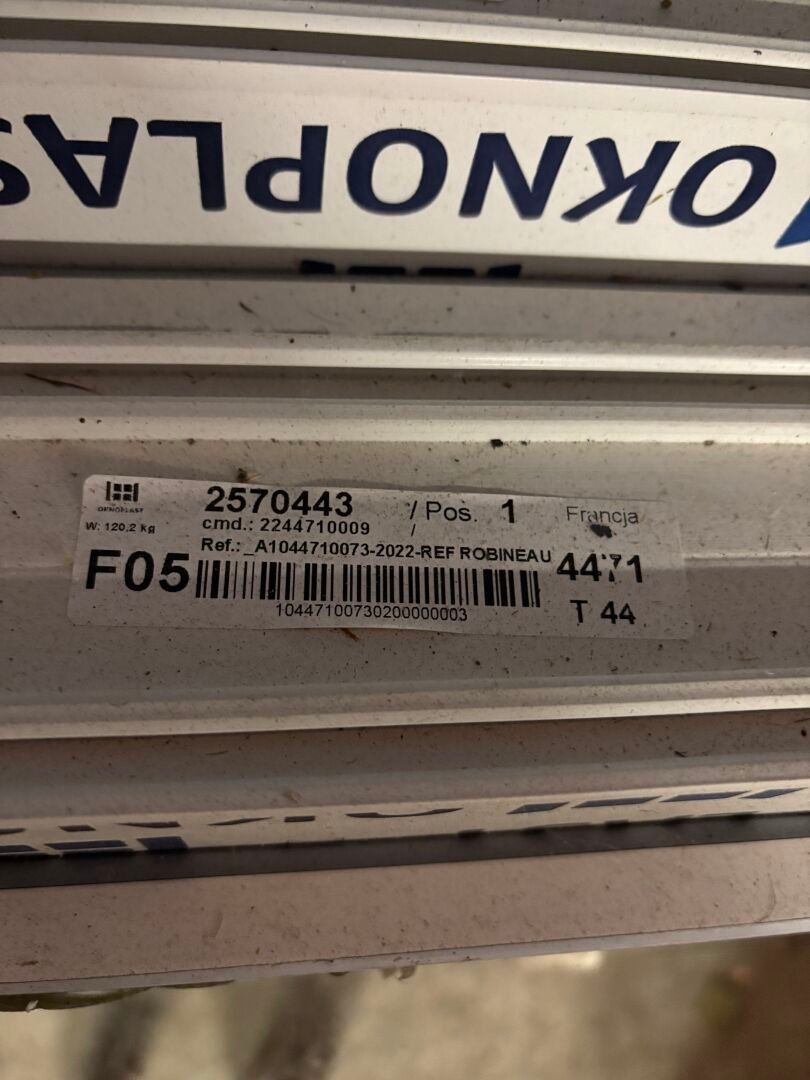 OKNOPLAS
OKNOPLAST
2570443 / Pos. 1 Francja
W: 120,2 kg
cmd.: 2244710009 /
Ref.: _A1044710073-2022-REF ROBINEAU
F05
4471
10447100730200000003
T 44